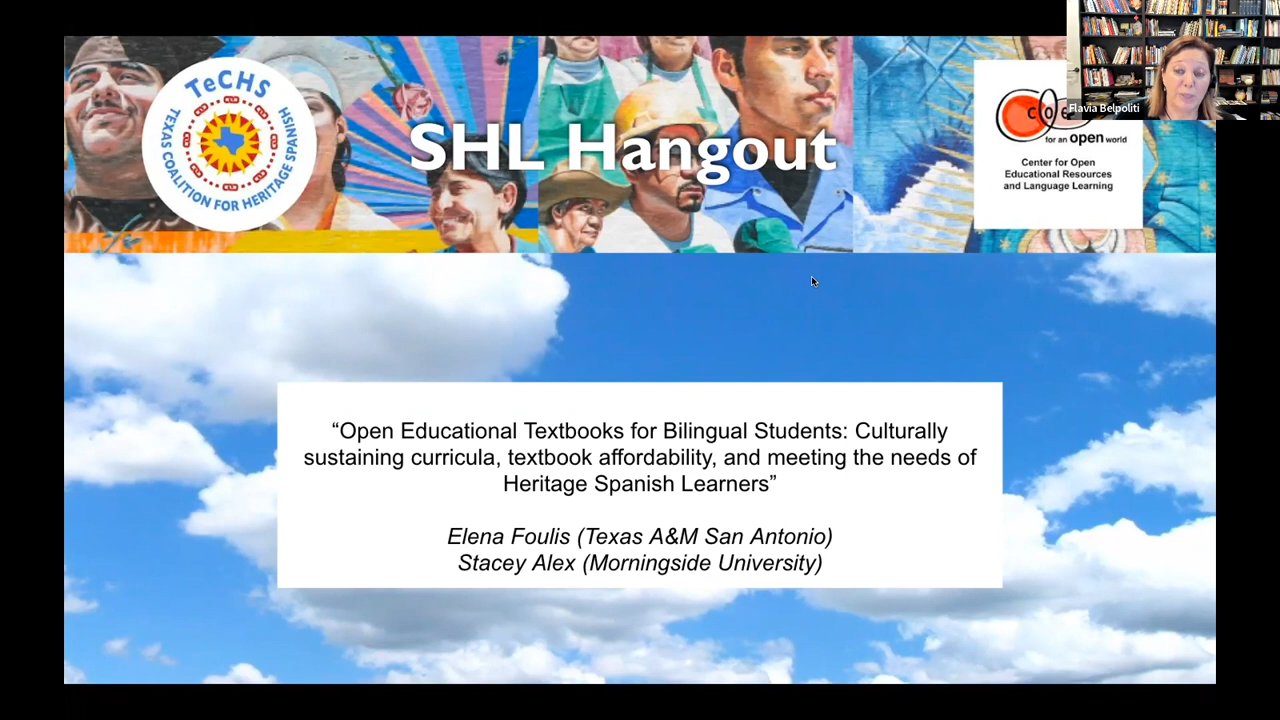 TeCHS
TEXAS COALITION FOR HERITAGE SPANISH
SHL Hangout
Flavia Belpoliti
for an open world
Center for Open
Educational Resources
and Language Learning
“Open Educational Textbooks for Bilingual Students: Culturally
sustaining curricula, textbook affordability, and meeting the needs of
Heritage Spanish Learners”
Elena Foulis (Texas A&M San Antonio)
Stacey Alex (Morningside University)